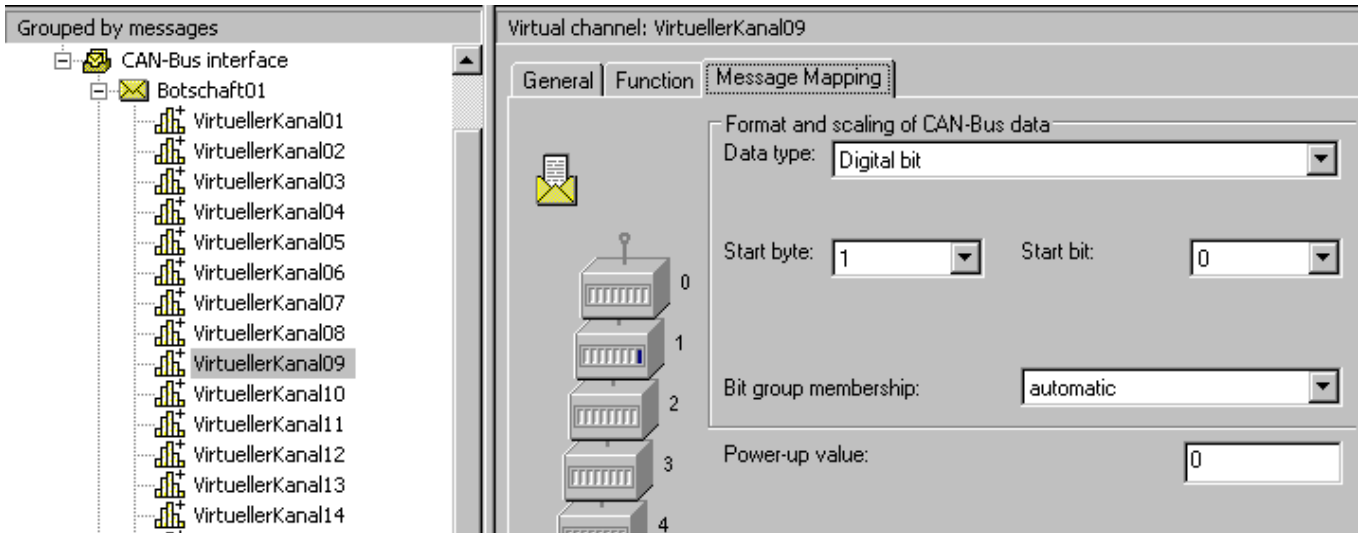 Grouped by messages
CAN-Bus interface
Botschaft01
VirtuellerKanal01
VirtuellerKanal02
VirtuellerKanal03
VirtuellerKanal04
VirtuellerKanal05
VirtuellerKanal06
VirtuellerKanal07
VirtuellerKanal08
VirtuellerKanal09
VirtuellerKanal10
VirtuellerKanal11
VirtuellerKanal12
VirtuellerKanal13
VirtuellerKanal14
Virtual channel: VirtuellerKanal09
General Function Message Mapping
Format and scaling of CAN-Bus data
Data type: Digital bit
Start byte: 1 Start bit: 0
Bit group membership: automatic
Power-up value: 0
0
1
2
3
4